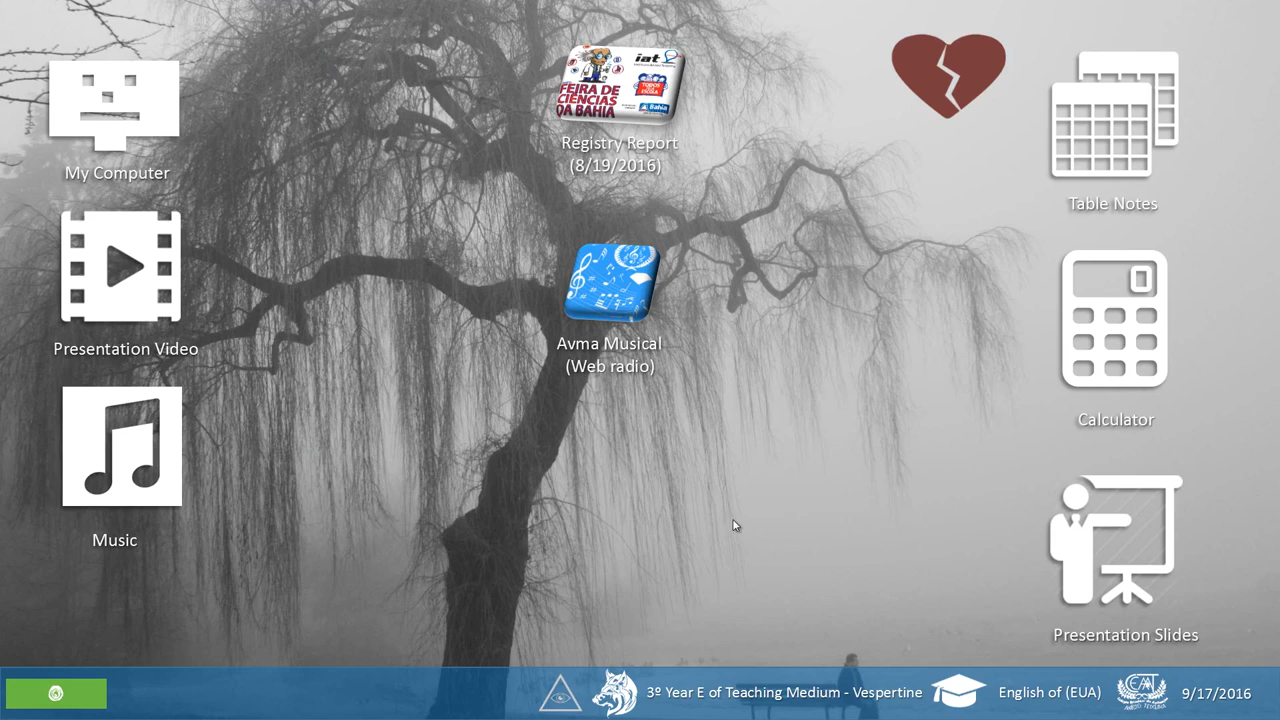 My Computer
Presentation Video
Music
iat
FEIRA DE
CIÊNCIAS
DA BAHIA
TODOS
Bahia
Registry Report
(8/19/2016)
Avma Musical
(Web radio)
Table Notes
Calculator
Presentation Slides
3º Year E of Teaching Medium - Vespertine
English of (EUA)
9/17/2016